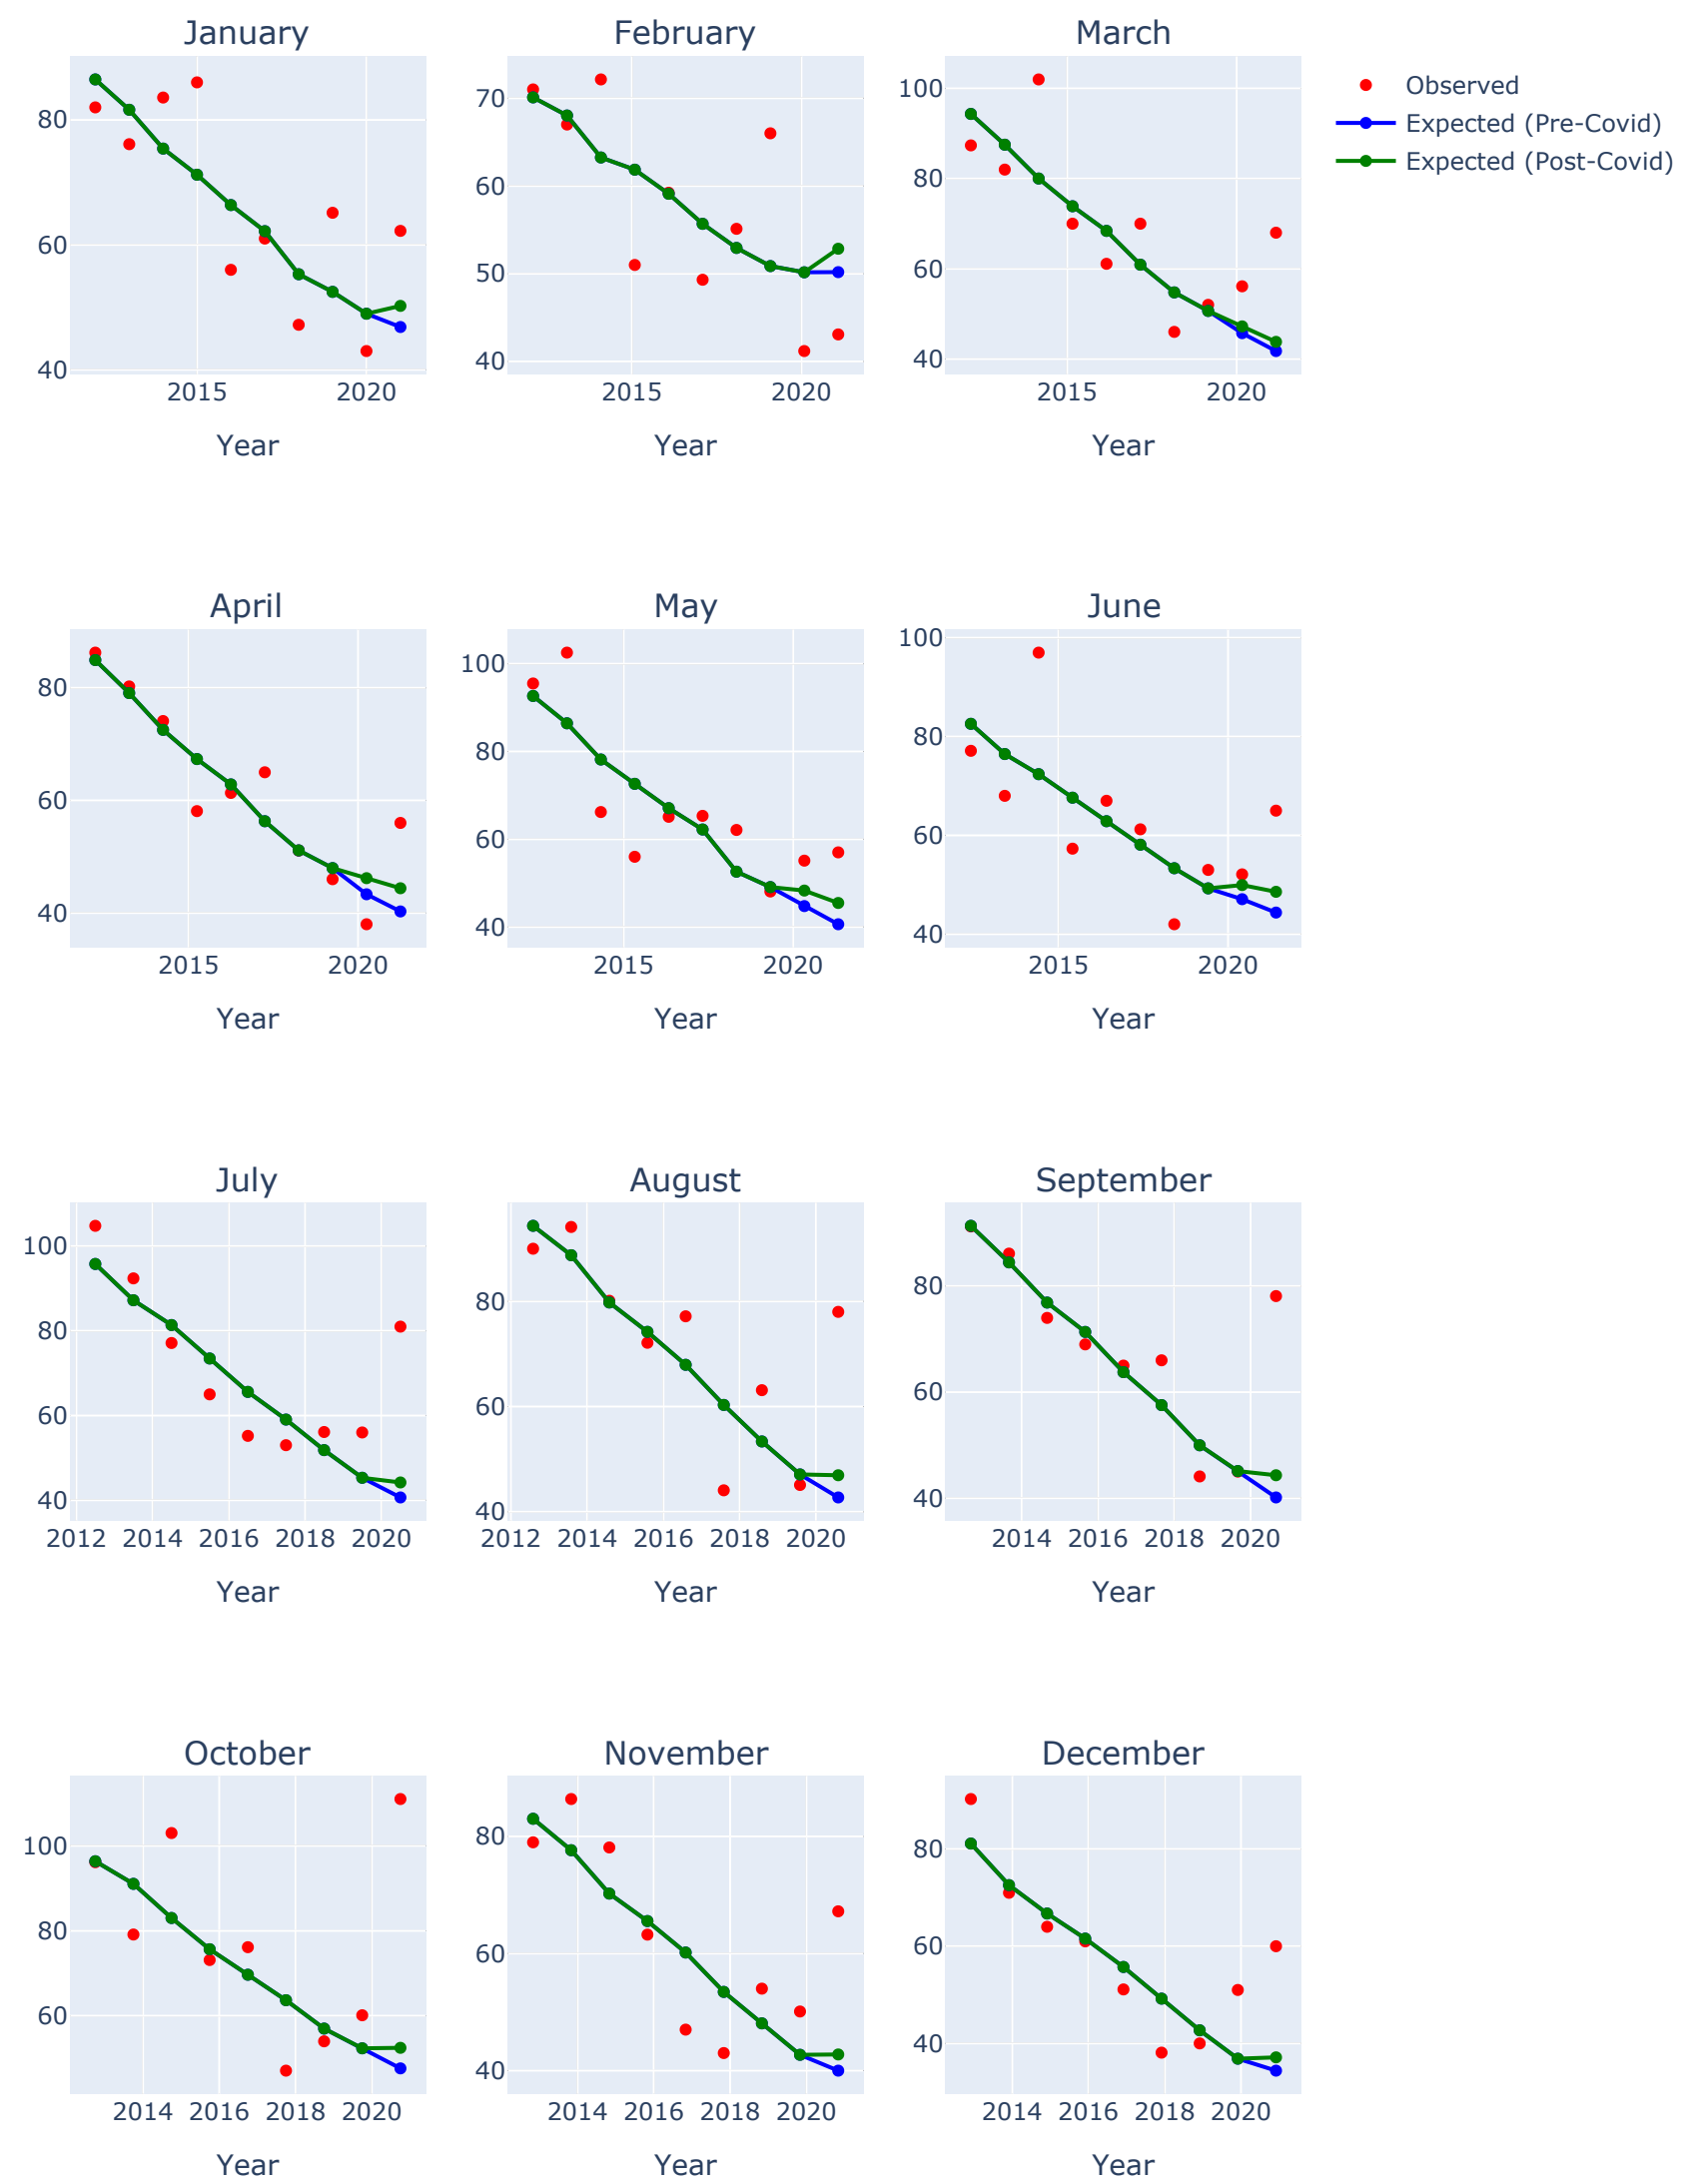 January February March
Observed
Expected (Pre-Covid)
Expected (Post-Covid)
80
60
40
2015 2020
Year
70
60
50
40
2015 2020
Year
100
80
60
40
2015 2020
Year
April May June
80
60
40
2015 2020
Year
100
80
60
40
2015 2020
Year
100
80
60
40
2015 2020
Year
July August September
100
80
60
40
2012 2014 2016 2018 2020
Year
80
60
40
2012 2014 2016 2018 2020
Year
80
60
40
2014 2016 2018 2020
Year
October November December
100
80
60
2014 2016 2018 2020
Year
80
60
40
2014 2016 2018 2020
Year
80
60
40
2014 2016 2018 2020
Year